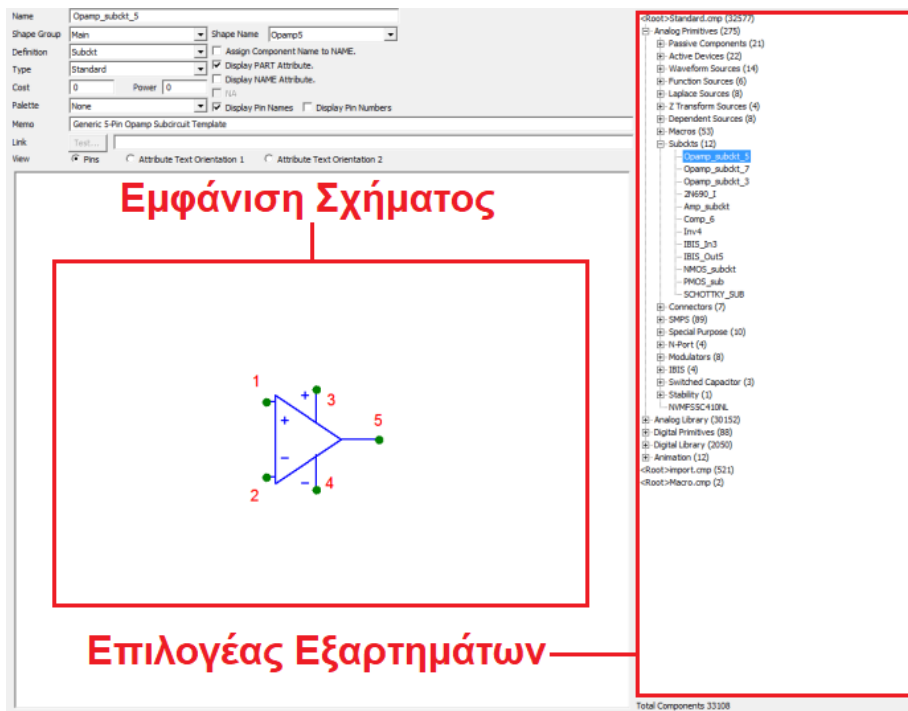 Name Opamp_subckt_5
Shape Group Main Shape Name Opamp5
Definition Subckt Assign Component Name to NAME.
Type Standard Display PART Attribute.
Display NAME Attribute.
Cost 0 Power 0 NA
Palette None Display Pin Names Display Pin Numbers
Memo Generic 5-Pin Opamp Subcircuit Template
Link Test...
View Pins Attribute Text Orientation 1 Attribute Text Orientation 2
Εμφάνιση Σχήματος
1
+ 3
+
5
−
2
− 4
Επιλογέας Εξαρτημάτων
<Root>Standard.cmp (32577)
Analog Primitives (275)
Passive Components (21)
Active Devices (22)
Waveform Sources (14)
Function Sources (6)
Laplace Sources (8)
Z Transform Sources (4)
Dependent Sources (8)
Macros (53)
Subckts (12)
Opamp_subckt_5
Opamp_subckt_7
Opamp_subckt_3
2N690_I
Amp_subckt
Comp_6
Inv4
IBIS_In3
IBIS_Out5
NMOS_subckt
PMOS_sub
SCHOTTKY_SUB
Connectors (7)
SMPS (89)
Special Purpose (10)
N-Port (4)
Modulators (8)
IBIS (4)
Switched Capacitor (3)
Stability (1)
NVMFS5C410NL
Analog Library (30152)
Digital Primitives (88)
Digital Library (2050)
Animation (12)
<Root>import.cmp (521)
<Root>Macro.cmp (2)
Total Components 33108